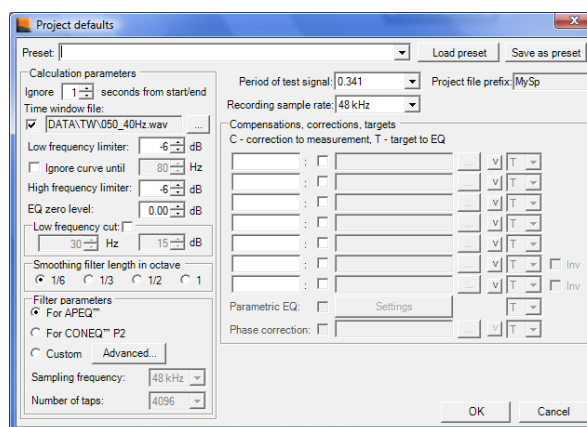 Project defaults
Preset:
Load preset
Save as preset
Calculation parameters
Ignore 1 seconds from start/end
Time window file:
DATA\TW\050_40Hz.wav ...
Low frequency limiter: -6 dB
Ignore curve until 80 Hz
High frequency limiter: -6 dB
EQ zero level: 0.00 dB
Low frequency cut:
30 Hz 15 dB
Smoothing filter length in octave
1/6 1/3 1/2 1
Filter parameters
For APEQ™
For CONEQ™ P2
Custom Advanced...
Sampling frequency: 48 kHz
Number of taps: 4096
Period of test signal: 0.341
Project file prefix: MySp
Recording sample rate: 48 kHz
Compensations, corrections, targets
C - correction to measurement, T - target to EQ
: ... V T
: ... V T
: ... V T
: ... V T
: ... V T
: ... V T Inv
: ... V T Inv
Parametric EQ: Settings T
Phase correction: ... V T
OK Cancel